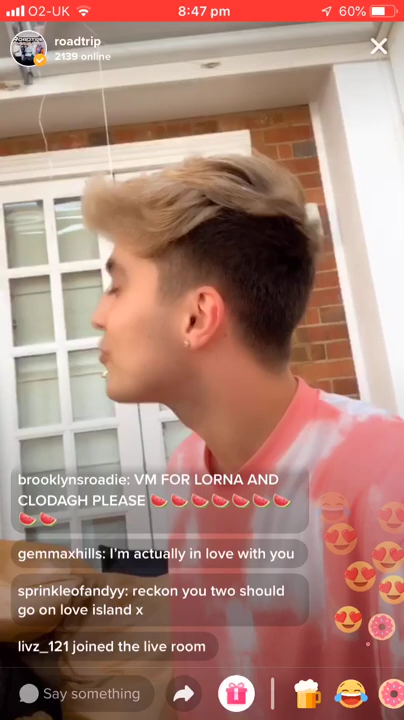 O2-UK 8:47 pm 60%
roadtrip
2139 online
brooklynsroadie: VM FOR LORNA AND
CLODAGH PLEASE 🍉🍉🍉🍉🍉🍉🍉
🍉🍉
gemmaxhills: I'm actually in love with you
sprinkleofandyy: reckon you two should
go on love island x
livz_121 joined the live room
Say something